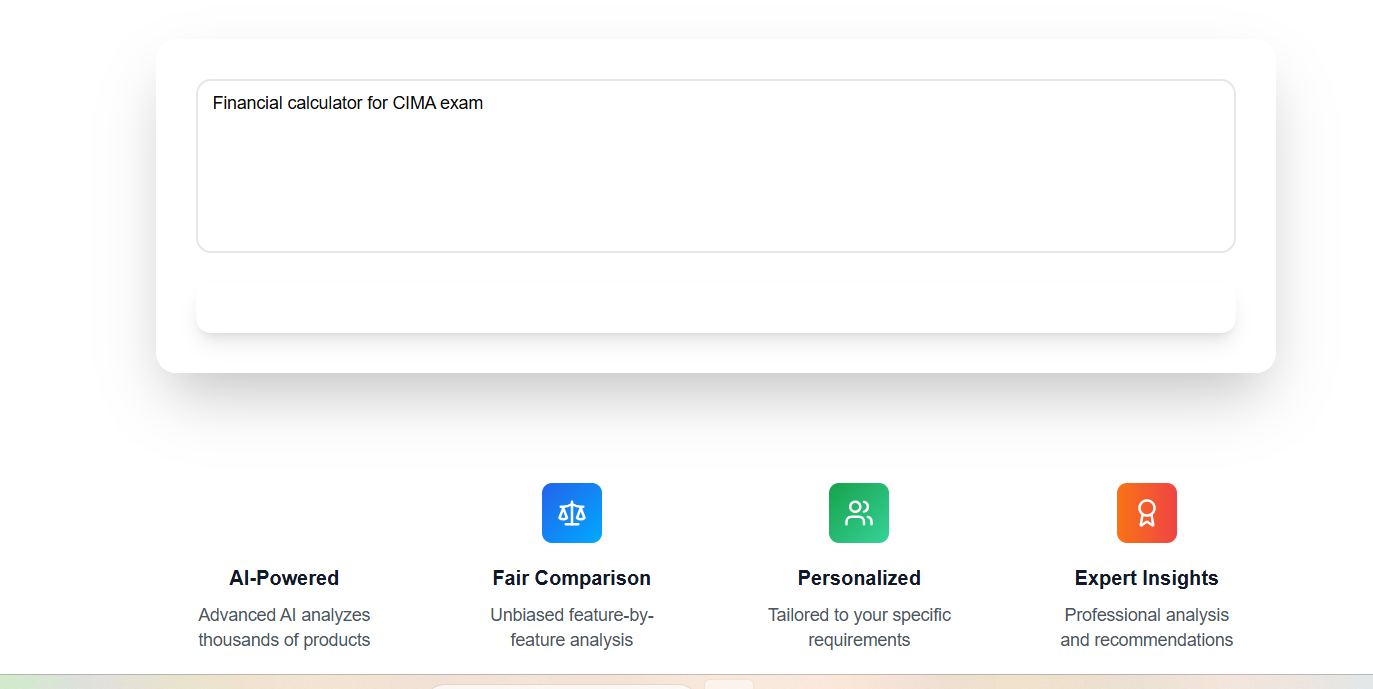 Financial calculator for CIMA exam
AI-Powered
Advanced AI analyzes
thousands of products
Fair Comparison
Unbiased feature-by-
feature analysis
Personalized
Tailored to your specific
requirements
Expert Insights
Professional analysis
and recommendations